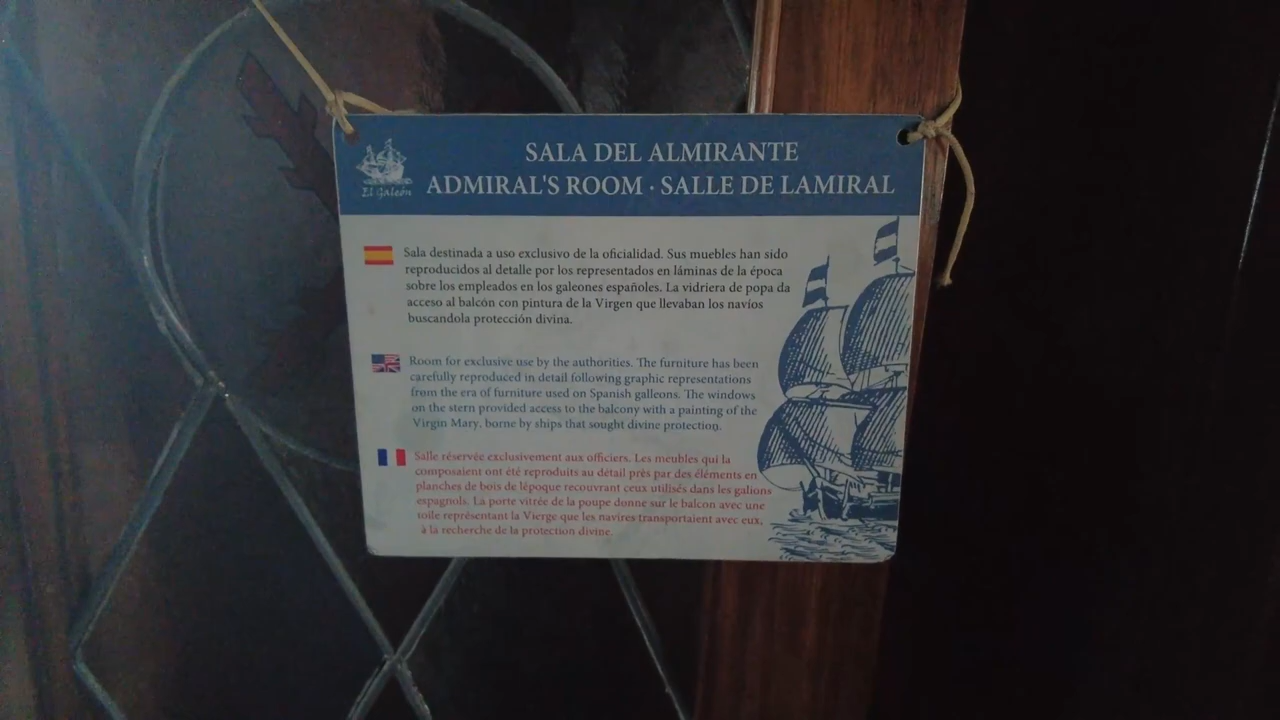 SALA DEL ALMIRANTE
ADMIRAL'S ROOM · SALLE DE LAMIRAL
El Galeón
Sala destinada a uso exclusivo de la oficialidad. Sus muebles han sido
reproducidos al detalle por los representados en láminas de la época
sobre los empleados en los galeones españoles. La vidriera de popa da
acceso al balcón con pintura de la Virgen que llevaban los navíos
buscandola protección divina.
Room for exclusive use by the authorities. The furniture has been
carefully reproduced in detail following graphic representations
from the era of furniture used on Spanish galleons. The windows
on the stern provided access to the balcony with a painting of the
Virgin Mary, borne by ships that sought divine protection.
Salle réservée exclusivement aux officiers. Les meubles qui la
composaient ont été reproduits au détail près par des éléments en
planches de bois de lépoque recouvrant ceux utilisés dans les galions
espagnols. La porte vitrée de la poupe donne sur le balcon avec une
toile représentant la Vierge que les navires transportaient avec eux,
à la recherche de la protection divine.